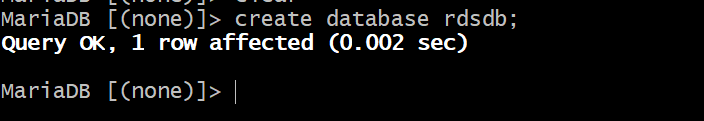 MariaDB [(none)]> create database rdsdb;
Query OK, 1 row affected (0.002 sec)
MariaDB [(none)]>